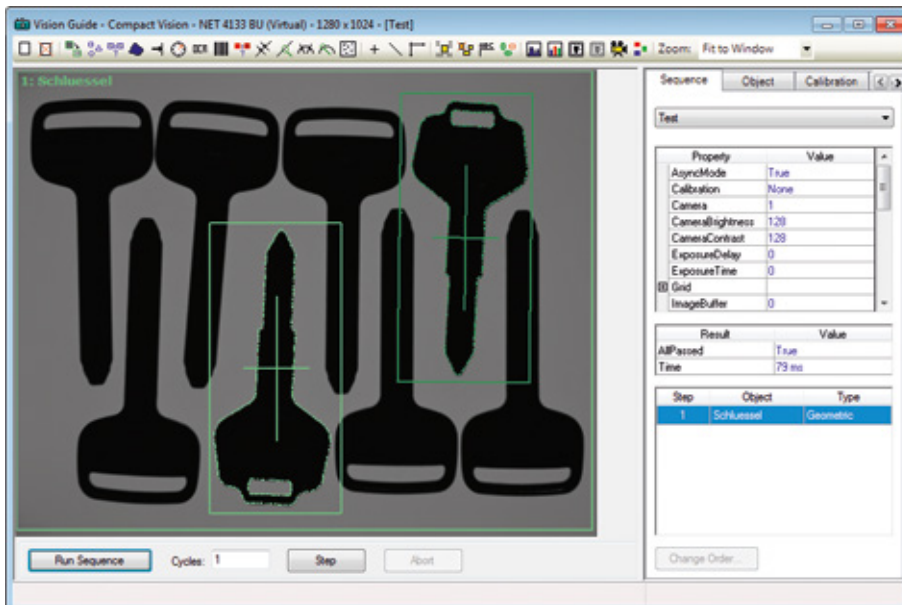 Vision Guide - Compact Vision - NET 4133 BU (Virtual) - 1280 x 1024 - [Test]
Zoom: Fit to Window
1: Schluessel
Sequence Object Calibration
Test
Property Value
AsyncMode True
Calibration None
Camera 1
CameraBrightness 128
CameraContrast 128
ExposureDelay 0
ExposureTime 0
Grid
ImageBuffer 0
Result Value
AllPassed True
Time 79 ms
Step Object Type
1 Schluessel Geometric
Run Sequence Cycles: 1 Step Abort
Change Order...